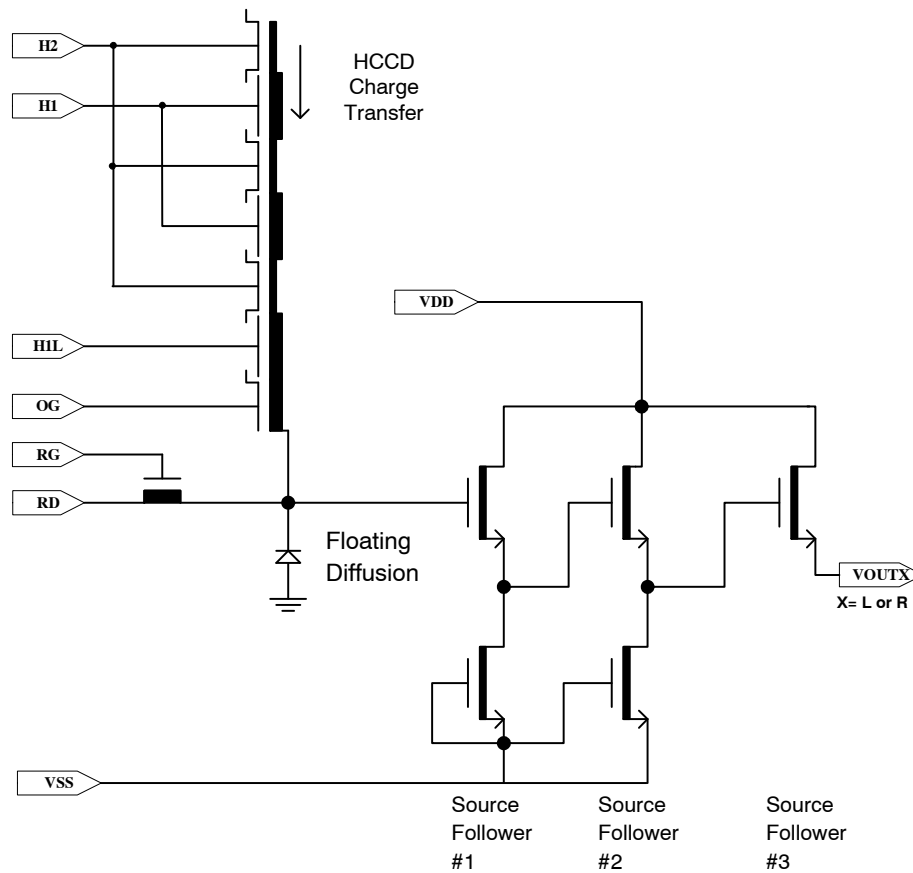 H2
HCCD
Charge
Transfer
H1
VDD
H1L
OG
RG
RD
Floating
Diffusion
VOUTX
X= L or R
VSS
Source
Follower
#1
Source
Follower
#2
Source
Follower
#3